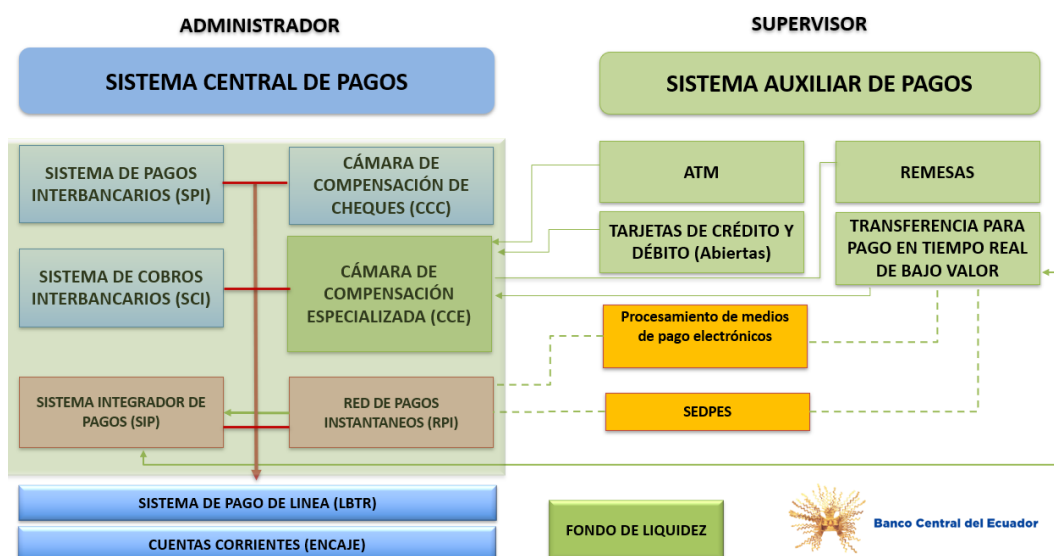 ADMINISTRADOR
SUPERVISOR
SISTEMA CENTRAL DE PAGOS
SISTEMA AUXILIAR DE PAGOS
SISTEMA DE PAGOS
INTERBANCARIOS (SPI)
CÁMARA DE
COMPENSACIÓN DE
CHEQUES (CCC)
ATM
REMESAS
TARJETAS DE CRÉDITO Y
DÉBITO (Abiertas)
TRANSFERENCIA PARA
PAGO EN TIEMPO REAL
DE BAJO VALOR
SISTEMA DE COBROS
INTERBANCARIOS (SCI)
CÁMARA DE
COMPENSACIÓN
ESPECIALIZADA (CCE)
Procesamiento de medios
de pago electrónicos
SISTEMA INTEGRADOR DE
PAGOS (SIP)
RED DE PAGOS
INSTANTANEOS (RPI)
SEDPES
SISTEMA DE PAGO DE LINEA (LBTR)
CUENTAS CORRIENTES (ENCAJE)
FONDO DE LIQUIDEZ
Banco Central del Ecuador